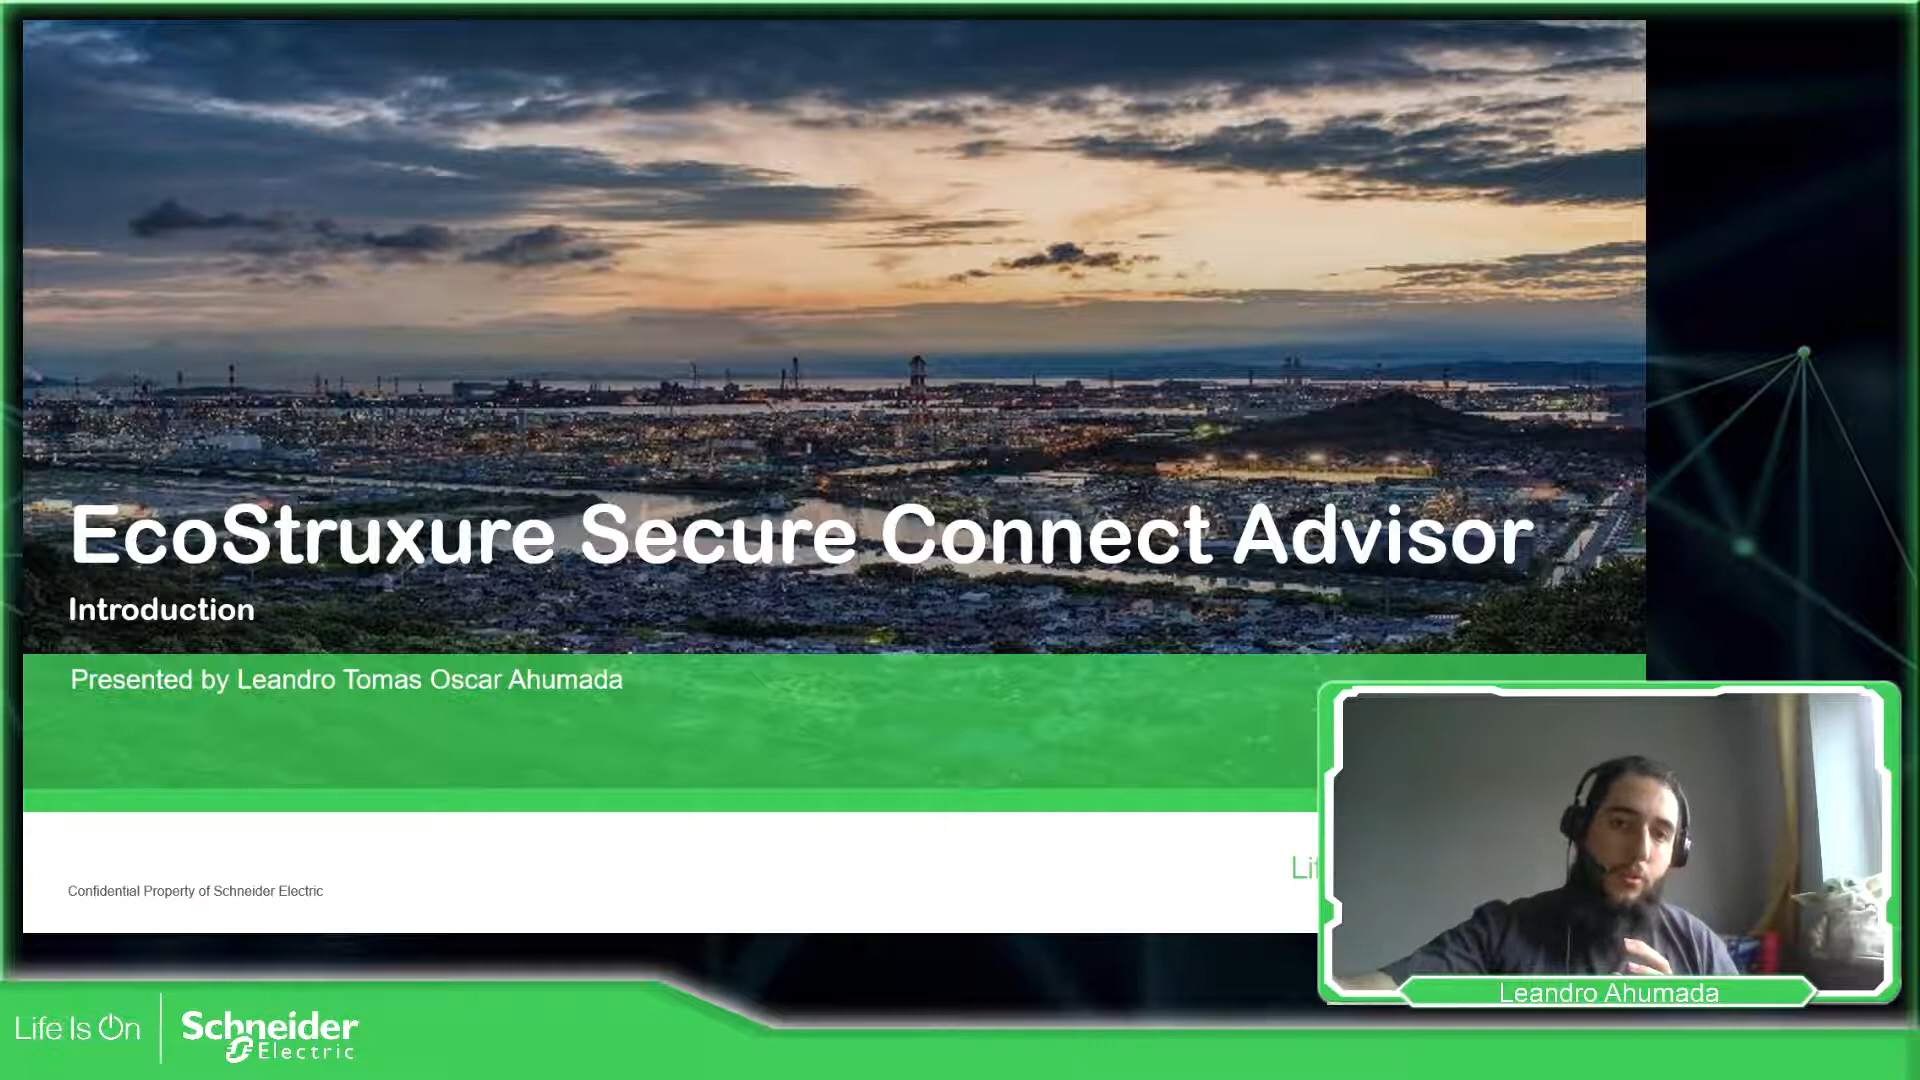 EcoStruxure Secure Connect Advisor
Introduction
Presented by Leandro Tomas Oscar Ahumada
Confidential Property of Schneider Electric
Leandro Ahumada
Life Is On
Schneider
Electric